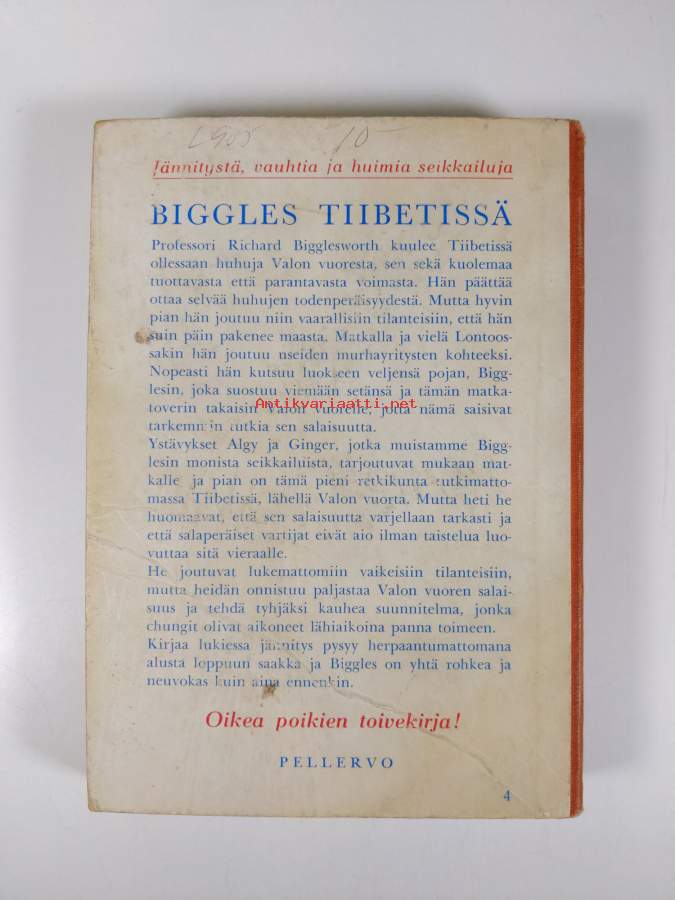 10-
Jännitystä, vauhtia ja huimia seikkailuja
BIGGLES TIIBETISSÄ
Professori Richard Bigglesworth kuulee Tiibetissä
ollessaan huhuja Valon vuoresta, sen sekä kuolemaa
tuottavasta että parantavasta voimasta. Hän päättää
ottaa selvää huhujen todenperäisyydestä. Mutta hyvin
pian hän joutuu niin vaarallisiin tilanteisiin, että hän
suin päin pakenee maasta. Matkalla ja vielä Lontoos-
sakin hän joutuu useiden murhayritysten kohteeksi.
Nopeasti hän kutsuu luokseen veljensä pojan, Bigg-
lesin, joka suostuu viemään setänsä ja tämän matka-
toverin takaisin Valon vuorelle, jotta nämä saisivat
Antikvariaatti.net
tarkemmin tutkia sen salaisuutta.
Ystävykset Algy ja Ginger, jotka muistamme Bigg-
lesin monista seikkailuista, tarjoutuvat mukaan mat-
kalle ja pian on tämä pieni retkikunta tutkimatto-
massa Tiibetissä, lähellä Valon vuorta. Mutta heti he
huomaavat, että sen salaisuutta varjellaan tarkasti ja
että salaperäiset vartijat eivät aio ilman taistelua luo-
vuttaa sitä vieraalle.
He joutuvat lukemattomiin vaikeisiin tilanteisiin,
mutta heidän onnistuu paljastaa Valon vuoren salai-
suus ja tehdä tyhjäksi kauhea suunnitelma, jonka
chungit olivat aikoneet lähiaikoina panna toimeen.
Kirjaa lukiessa jännitys pysyy herpaantumattomana
alusta loppuun saakka ja Biggles on yhtä rohkea ja
neuvokas kuin aina ennenkin.
Oikea poikien toivekirja!
PELLERVO
4